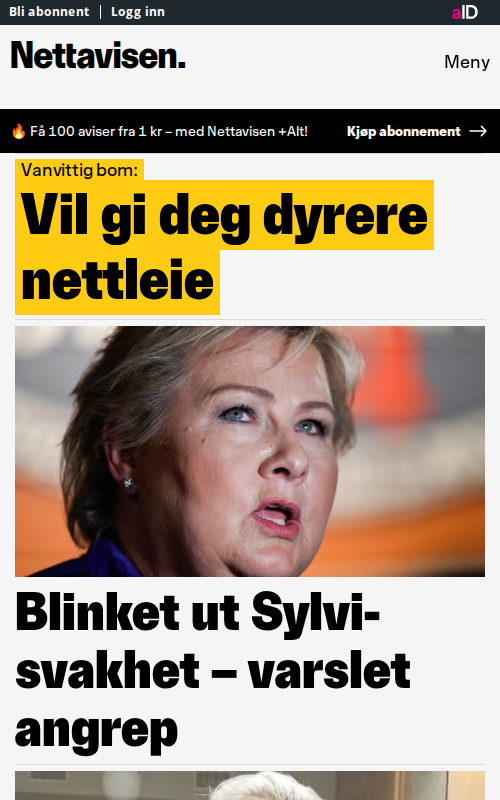 Bli abonnent | Logg inn
aID
Nettavisen.
Meny
🔥 Få 100 aviser fra 1 kr – med Nettavisen +Alt!
Kjøp abonnement →
Vanvittig bom:
Vil gi deg dyrere
nettleie
Blinket ut Sylvi-
svakhet – varslet
angrep